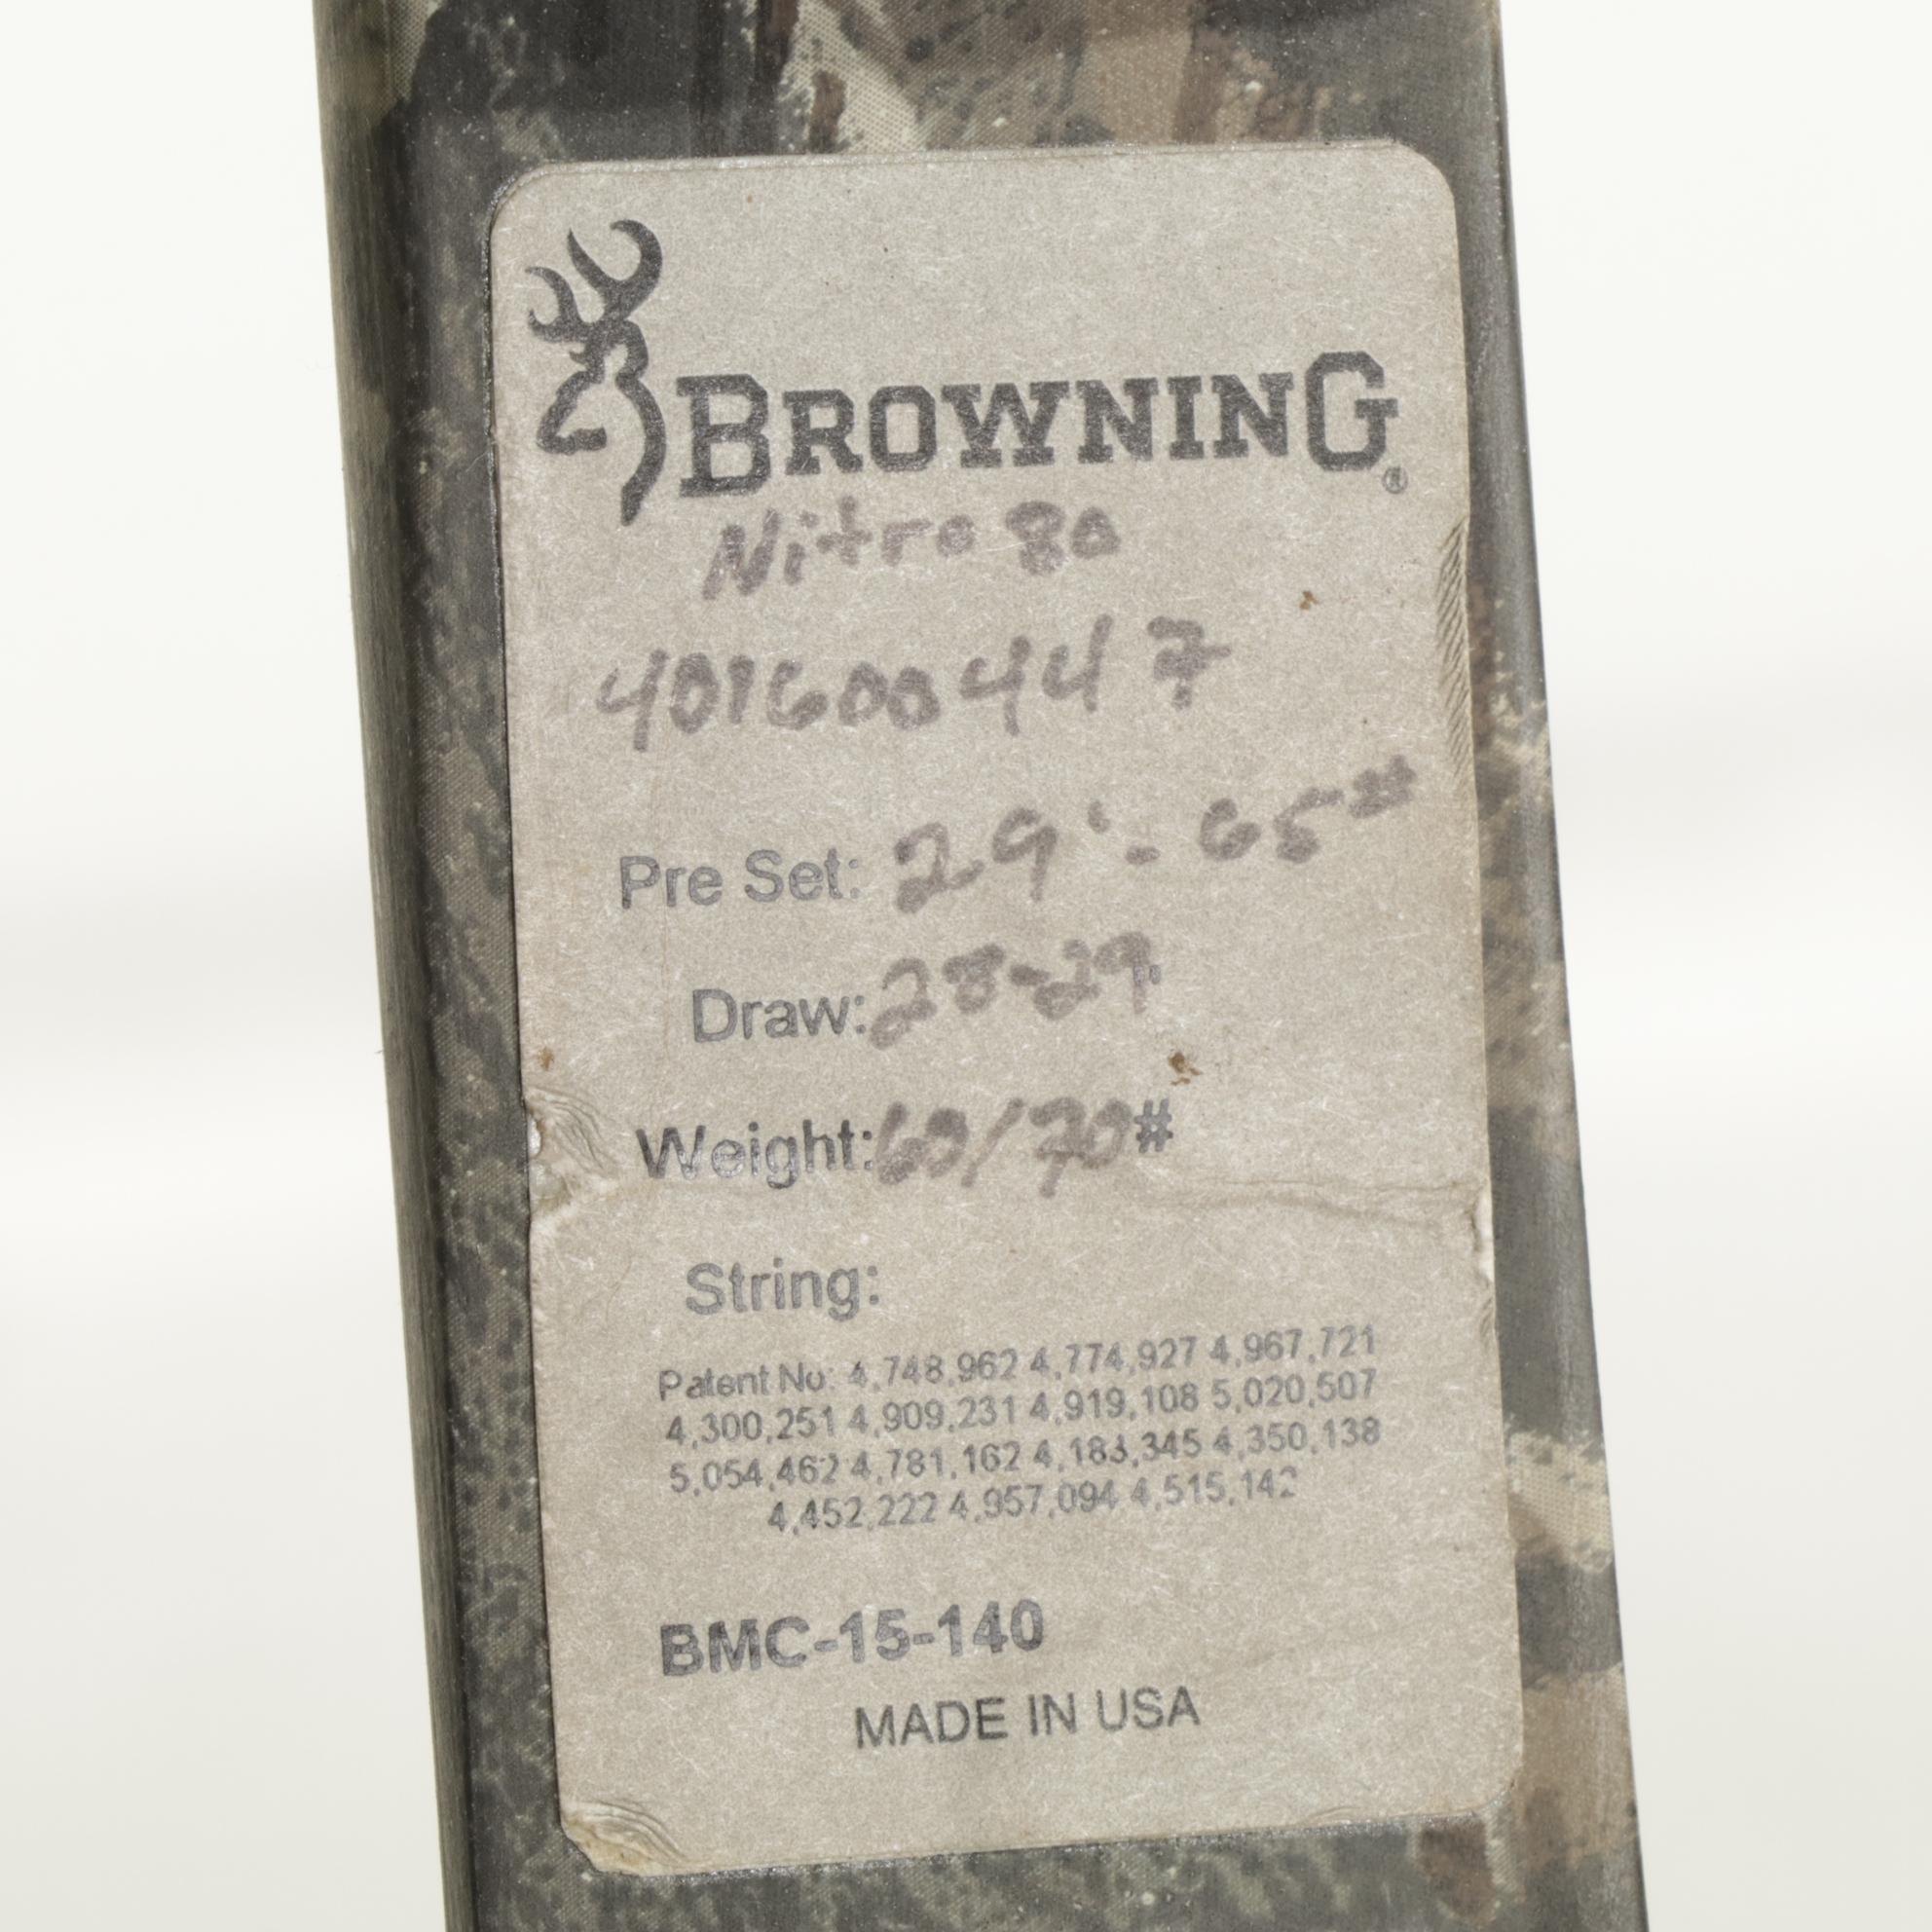 BROWNING®
Nitro 80
401600447
Pre Set: 29' - 65#
Draw: 28-29"
Weight: 60/70#
String:
Patent No: 4,748,962 4,774,927 4,967,721
4,300,251 4,909,231 4,919,108 5,020,507
5,054,462 4,781,162 4,183,345 4,350,138
4,452,222 4,957,094 4,515,142
BMC-15-140
MADE IN USA